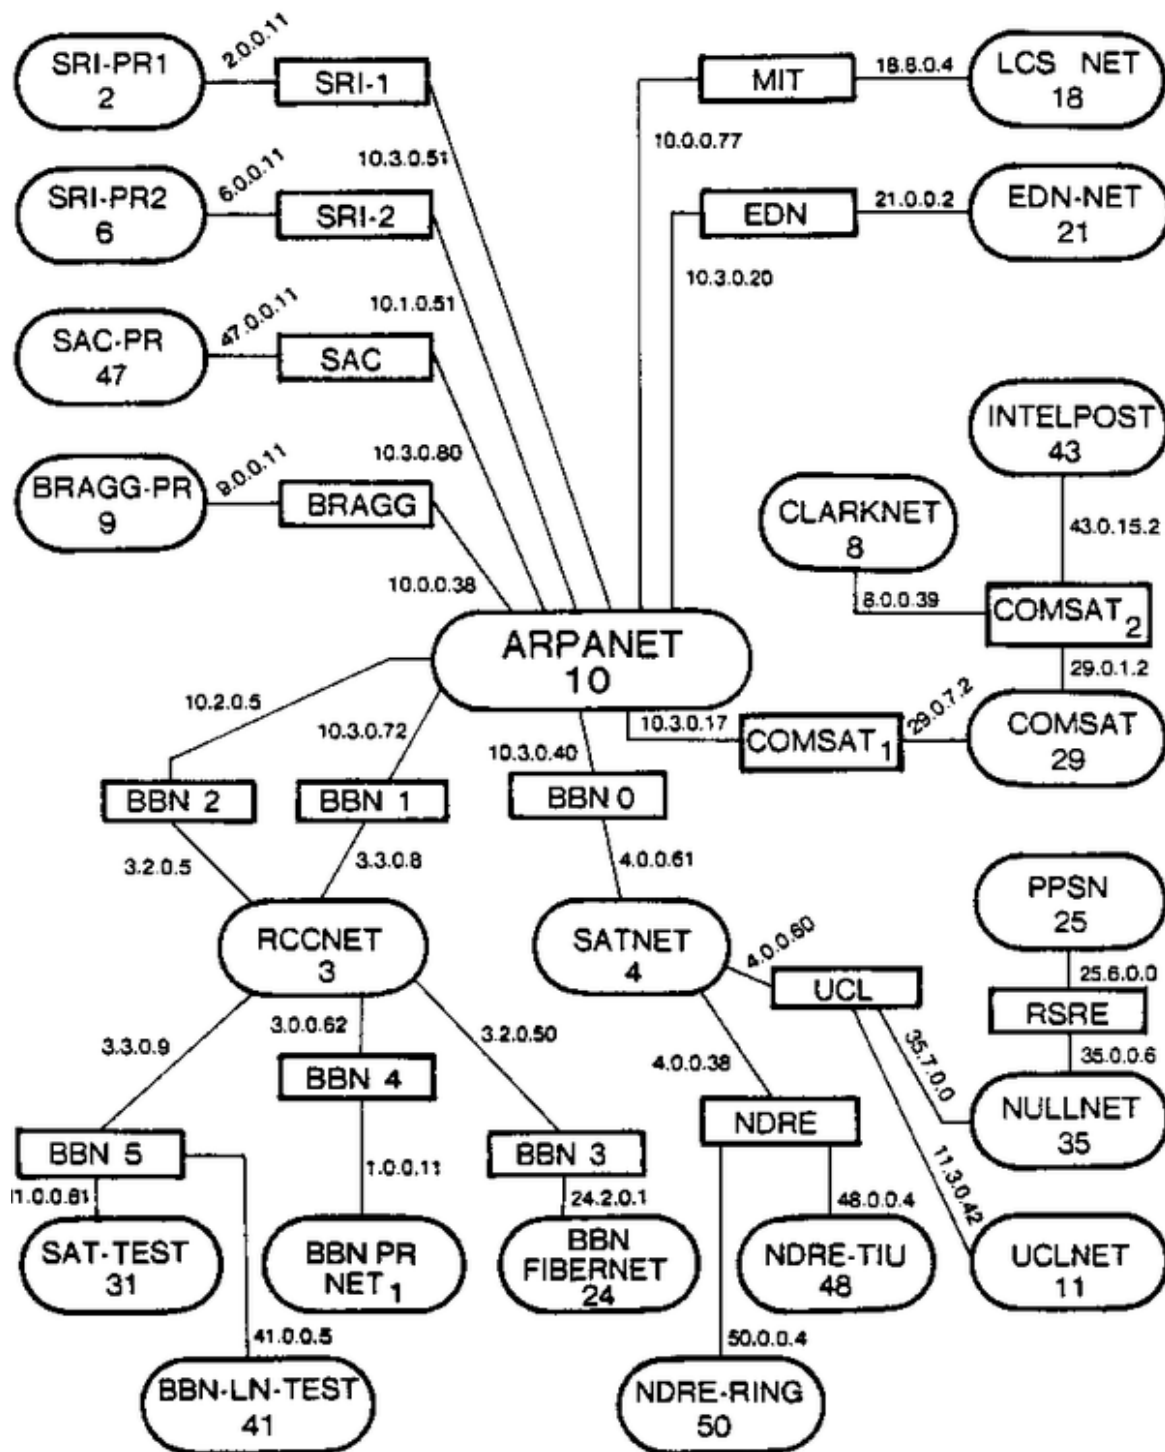 SRI-PR1
2
2.0.0.11
SRI-1
10.3.0.51
MIT
18.8.0.4
LCS NET
18
10.0.0.77
SRI-PR2
6
6.0.0.11
SRI-2
10.1.0.51
EDN
21.0.0.2
EDN-NET
21
10.3.0.20
SAC-PR
47
47.0.0.11
SAC
10.3.0.80
BRAGG-PR
9
9.0.0.11
BRAGG
10.0.0.38
INTELPOST
43
43.0.15.2
CLARKNET
8
8.0.0.39
COMSAT 2
29.0.1.2
ARPANET
10
10.2.0.5
10.3.0.72
10.3.0.40
10.3.0.17
COMSAT 1
29.0.7.2
COMSAT
29
BBN 2
BBN 1
BBN 0
3.2.0.5
3.3.0.8
4.0.0.61
RCCNET
3
SATNET
4
4.0.0.60
UCL
PPSN
25
25.6.0.0
RSRE
35.0.0.6
35.7.0.0
NULLNET
35
3.3.0.9
3.0.0.62
3.2.0.50
4.0.0.38
BBN 4
BBN 5
BBN 3
NDRE
11.3.0.42
1.0.0.61
1.0.0.11
24.2.0.1
48.0.0.4
SAT-TEST
31
BBN PR
NET 1
BBN
FIBERNET
24
NDRE-TIU
48
UCLNET
11
41.0.0.5
50.0.0.4
BBN-LN-TEST
41
NDRE-RING
50